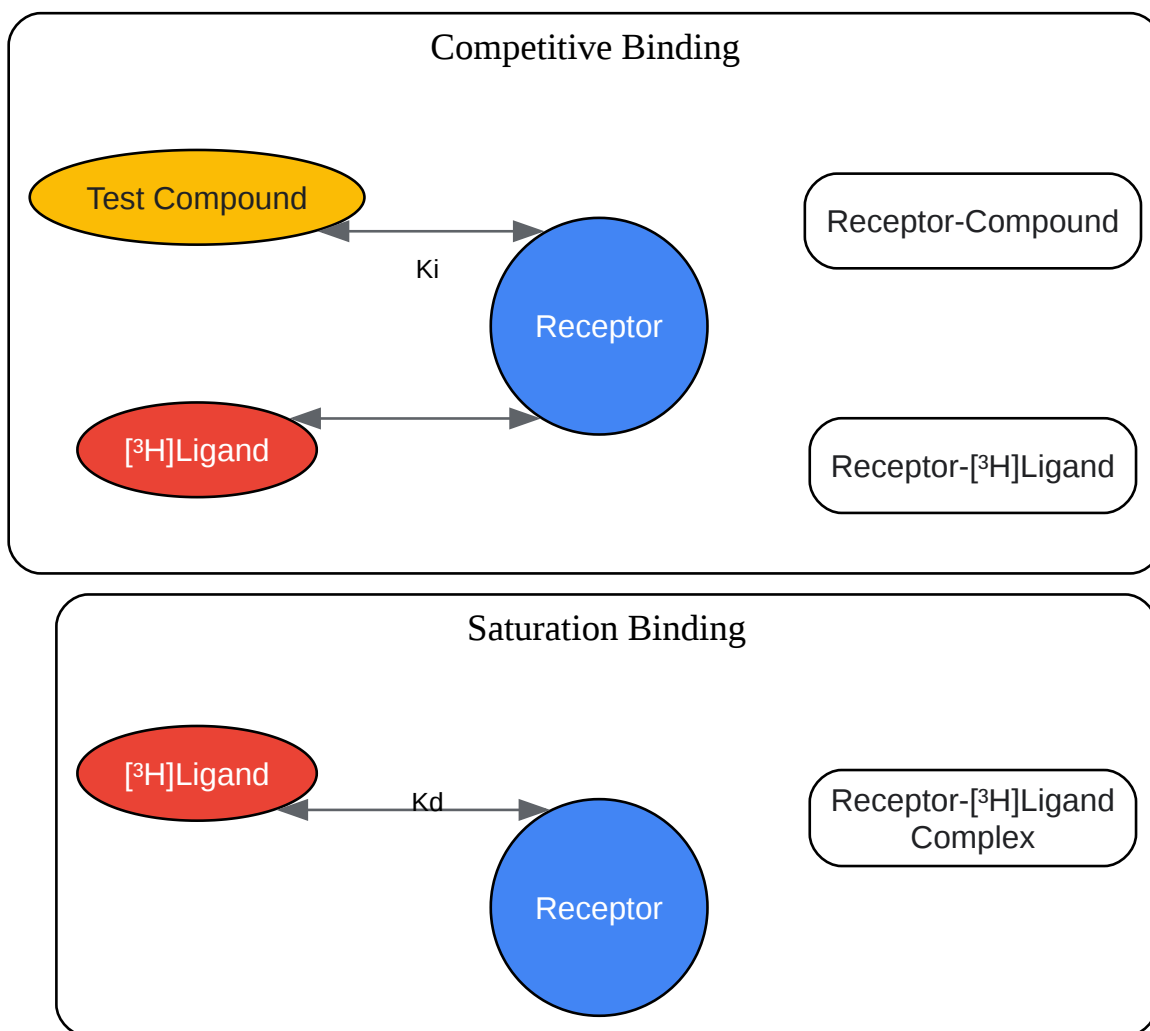 Competitive Binding
Test Compound
Receptor-Compound
Ki
Receptor
[³H]Ligand
Receptor-[³H]Ligand
Saturation Binding
[³H]Ligand
Kd
Receptor-[³H]Ligand
Complex
Receptor